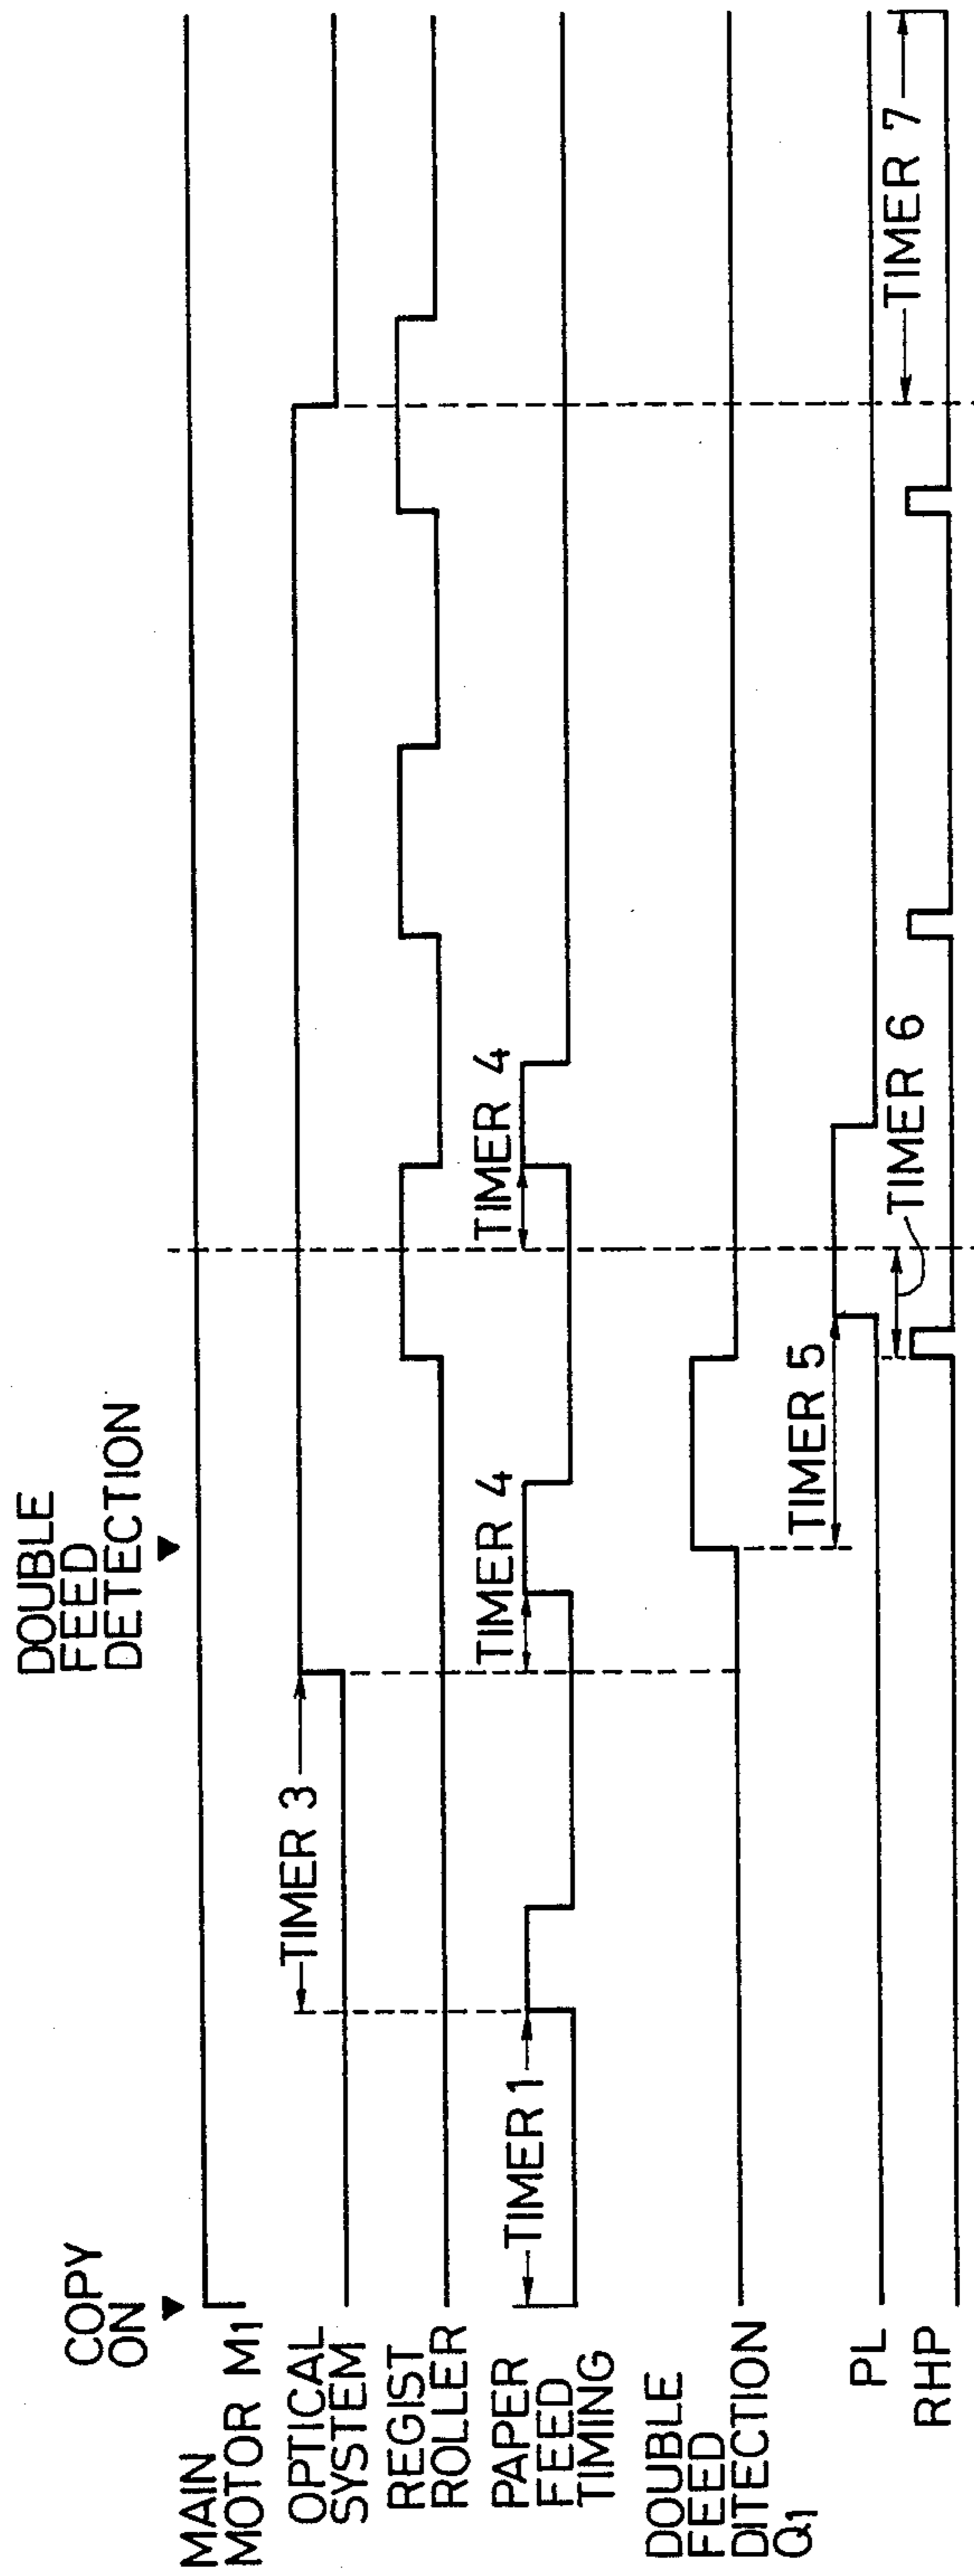 COPY
ON
DOUBLE
FEED
DETECTION
MAIN
MOTOR M1
OPTICAL
SYSTEM
TIMER 3
REGIST
ROLLER
PAPER
FEED
TIMING
TIMER 1
TIMER 4
TIMER 4
DOUBLE
FEED
DITECTION
Q1
PL
TIMER 5
RHP
TIMER 6
TIMER 7